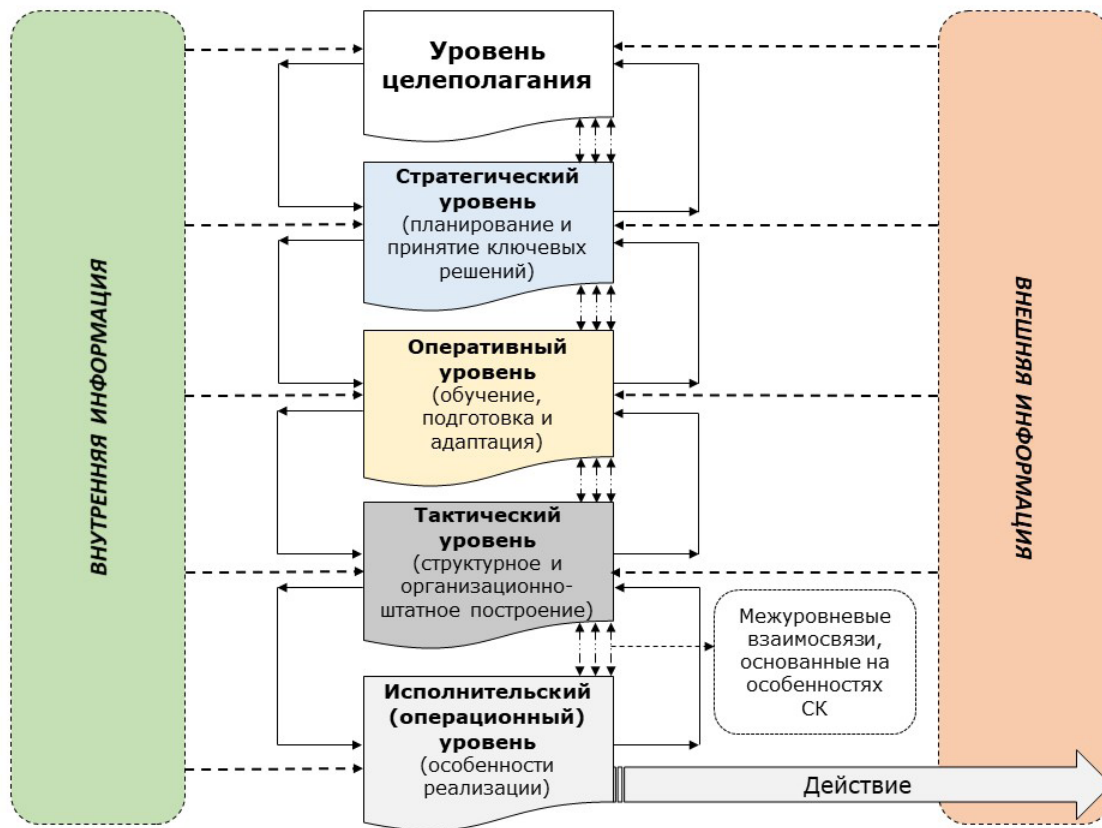 ВНУТРЕННЯЯ ИНФОРМАЦИЯ
Уровень
целеполагания
Стратегический
уровень
(планирование и
принятие ключевых
решений)
Оперативный
уровень
(обучение,
подготовка и
адаптация)
Тактический
уровень
(структурное и
организационно-
штатное построение)
Исполнительский
(операционный)
уровень
(особенности
реализации)
Межуровневые
взаимосвязи,
основанные на
особенностях
СК
Действие
ВНЕШНЯЯ ИНФОРМАЦИЯ